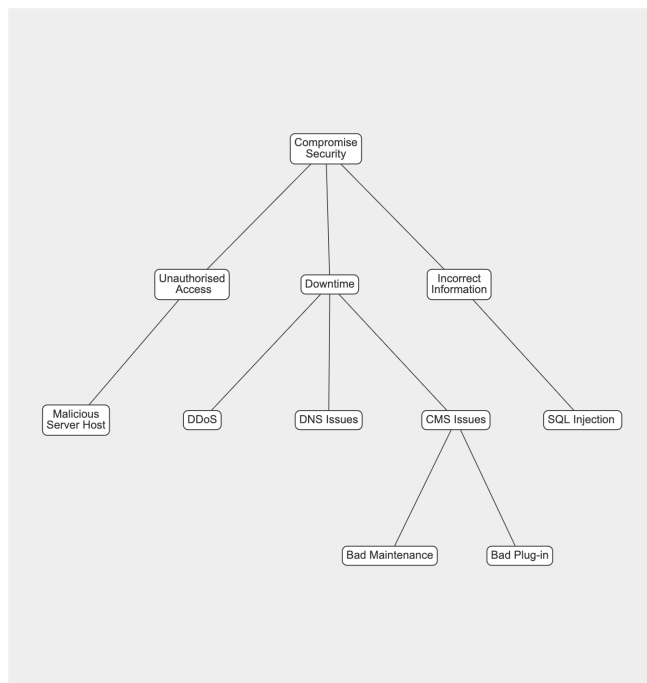 Compromise
Security
Unauthorised
Access
Downtime
Incorrect
Information
Malicious
Server Host
DDoS
DNS Issues
CMS Issues
SQL Injection
Bad Maintenance
Bad Plug-in